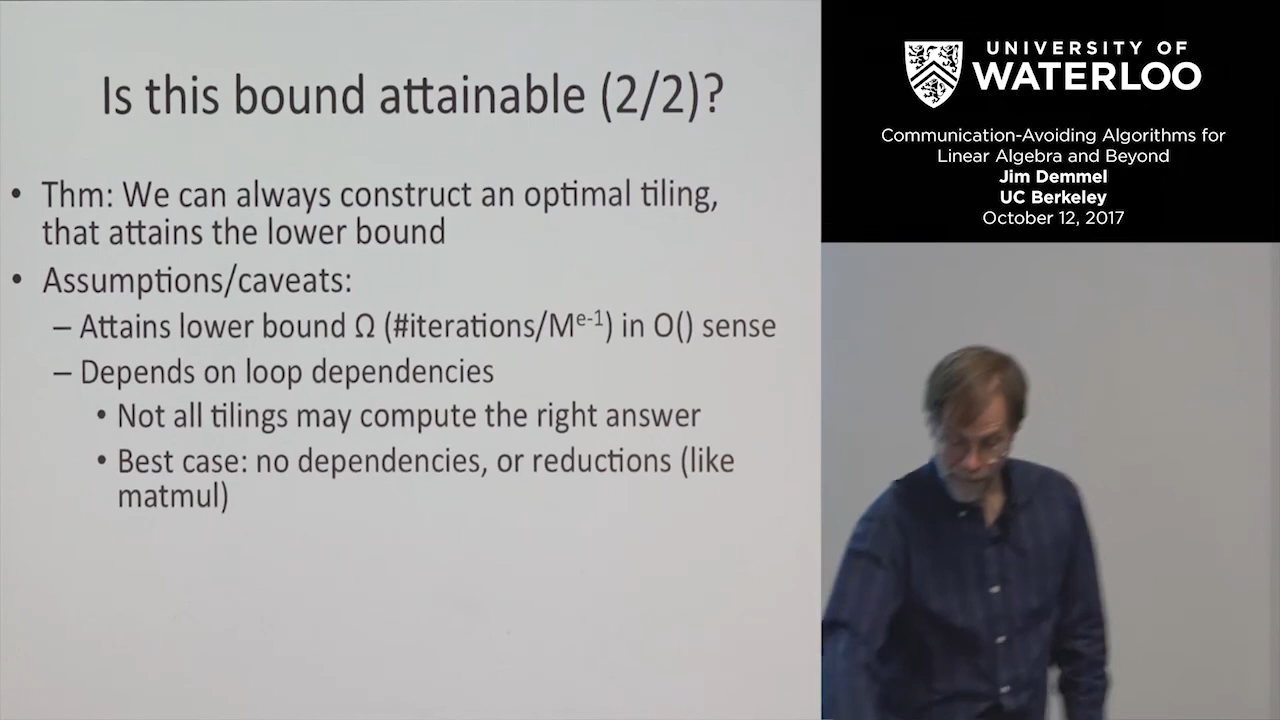 Is this bound attainable (2/2)?
• Thm: We can always construct an optimal tiling,
that attains the lower bound
• Assumptions/caveats:
– Attains lower bound Ω (#iterations/Mᵉ⁻¹) in O() sense
– Depends on loop dependencies
• Not all tilings may compute the right answer
• Best case: no dependencies, or reductions (like
matmul)
UNIVERSITY OF
WATERLOO
Communication-Avoiding Algorithms for
Linear Algebra and Beyond
Jim Demmel
UC Berkeley
October 12, 2017